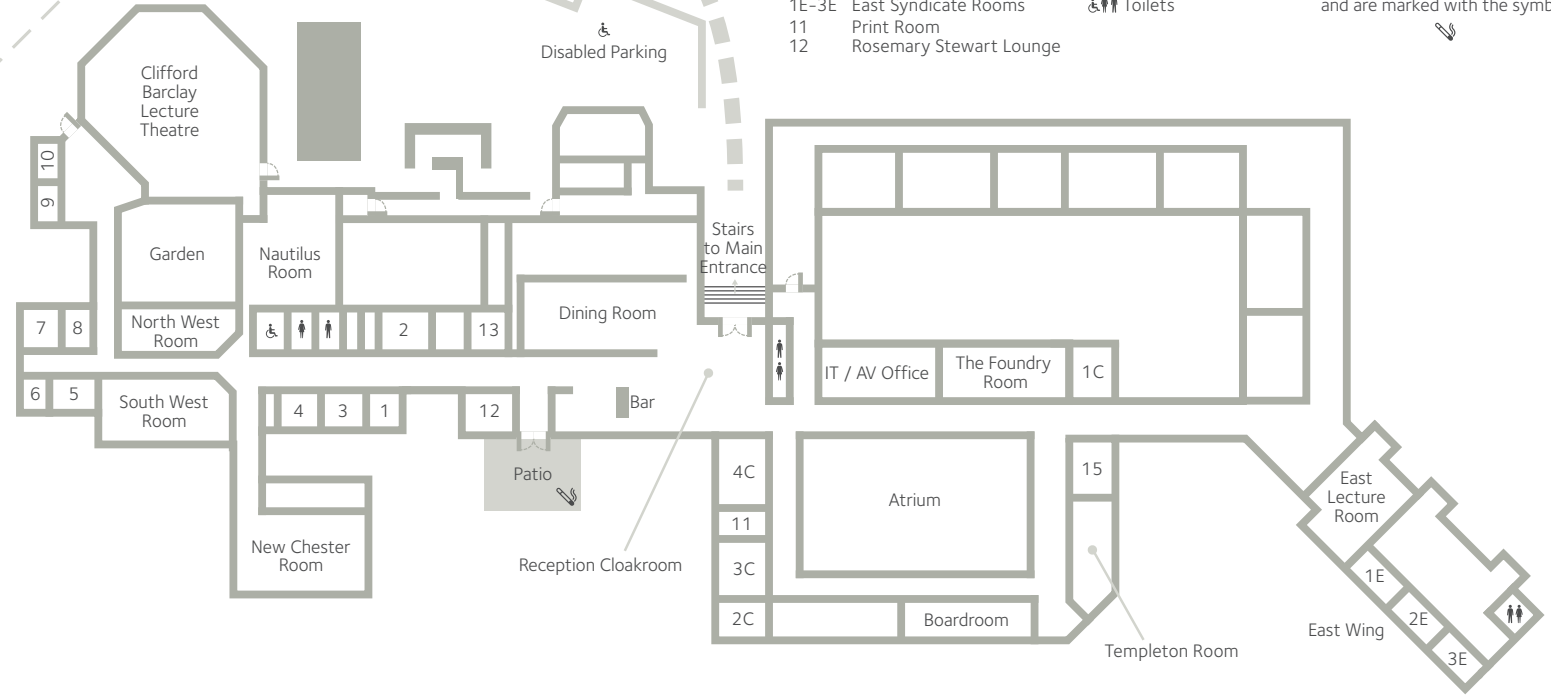 1E-3E East Syndicate Rooms
11 Print Room
12 Rosemary Stewart Lounge
Toilets
and are marked with the symb
Disabled Parking
Clifford
Barclay
Lecture
Theatre
10
9
Garden
Nautilus
Room
Stairs
to Main
Entrance
7
8
North West
Room
2
13
Dining Room
6
5
South West
Room
4
3
1
12
Bar
IT / AV Office
The Foundry
Room
1C
Patio
New Chester
Room
Reception Cloakroom
4C
11
3C
2C
Atrium
Boardroom
15
Templeton Room
East
Lecture
Room
1E
2E
3E
East Wing